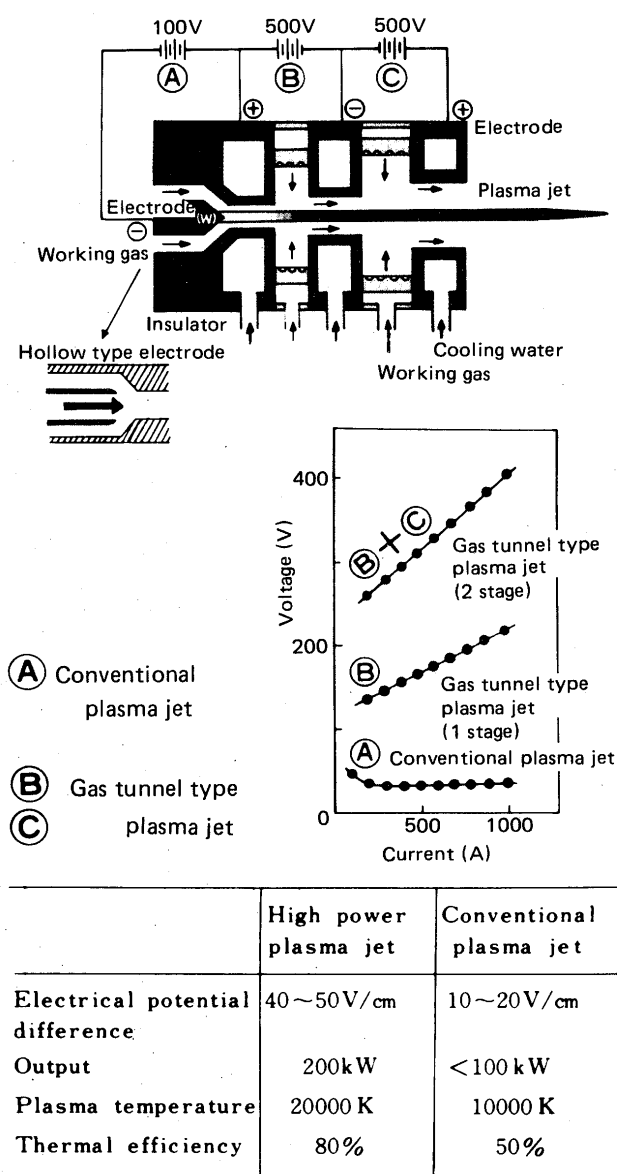 100V 500V 500V
A B C
⊕ ⊖ ⊕
Electrode
Plasma jet
Electrode (W)
⊖
Working gas
Insulator
Hollow type electrode
Cooling water
Working gas
Voltage (V)
400
200
0
500 1000
Current (A)
B × C
Gas tunnel type
plasma jet
(2 stage)
B
Gas tunnel type
plasma jet
(1 stage)
A Conventional plasma jet
A Conventional
plasma jet
B Gas tunnel type
C plasma jet
High power Conventional
plasma jet plasma jet
Electrical potential 40~50V/cm 10~20V/cm
difference
Output 200kW <100kW
Plasma temperature 20000K 10000K
Thermal efficiency 80% 50%